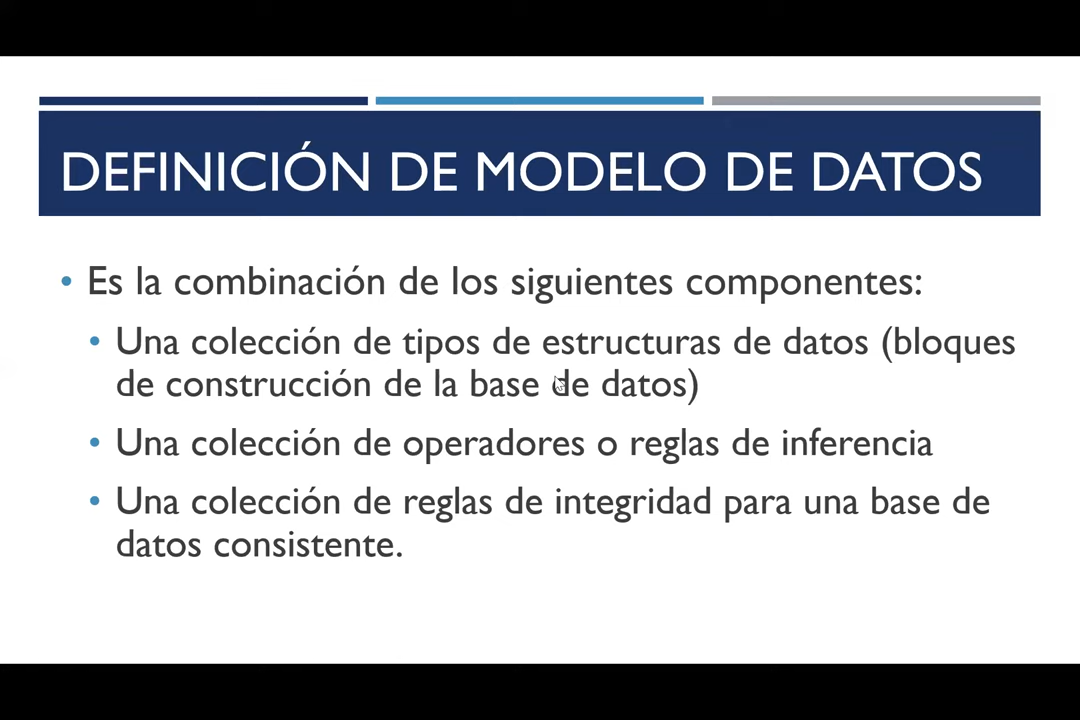 DEFINICIÓN DE MODELO DE DATOS
• Es la combinación de los siguientes componentes:
• Una colección de tipos de estructuras de datos (bloques
de construcción de la base de datos)
• Una colección de operadores o reglas de inferencia
• Una colección de reglas de integridad para una base de
datos consistente.